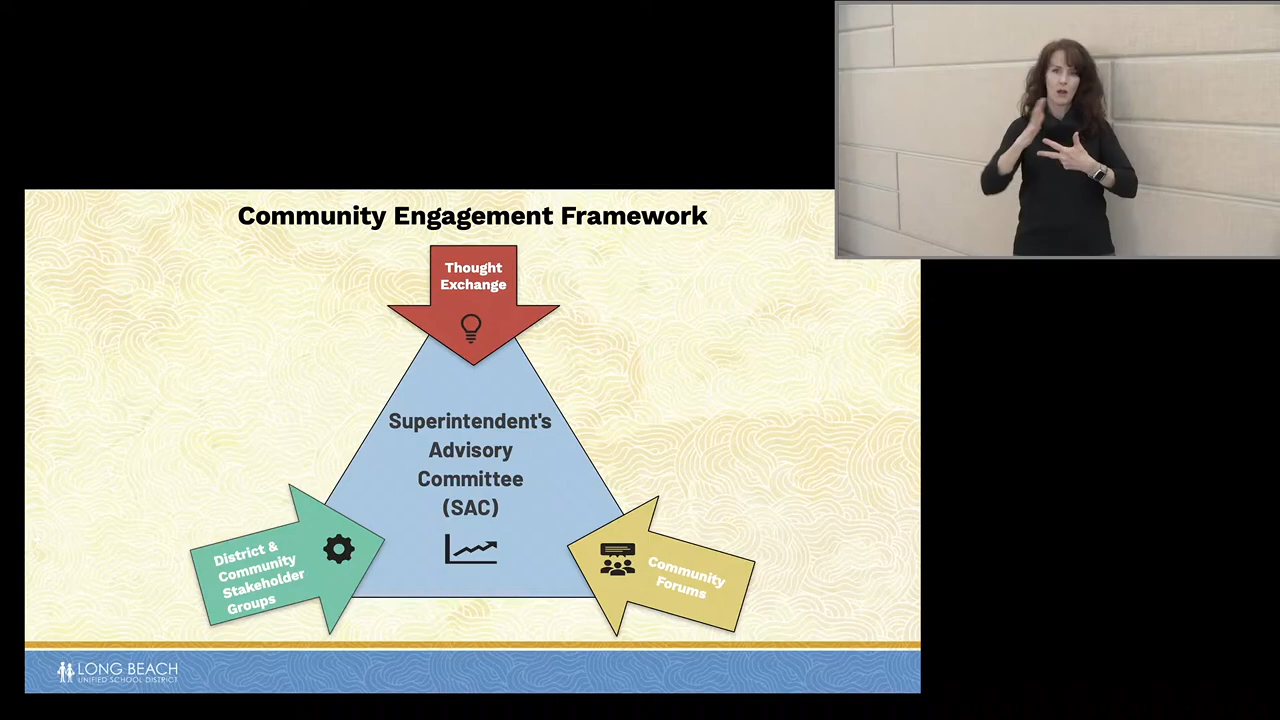 Community Engagement Framework
Thought
Exchange
Superintendent's
Advisory
Committee
(SAC)
District &
Community
Stakeholder
Groups
Community
Forums
LONG BEACH
UNIFIED SCHOOL DISTRICT